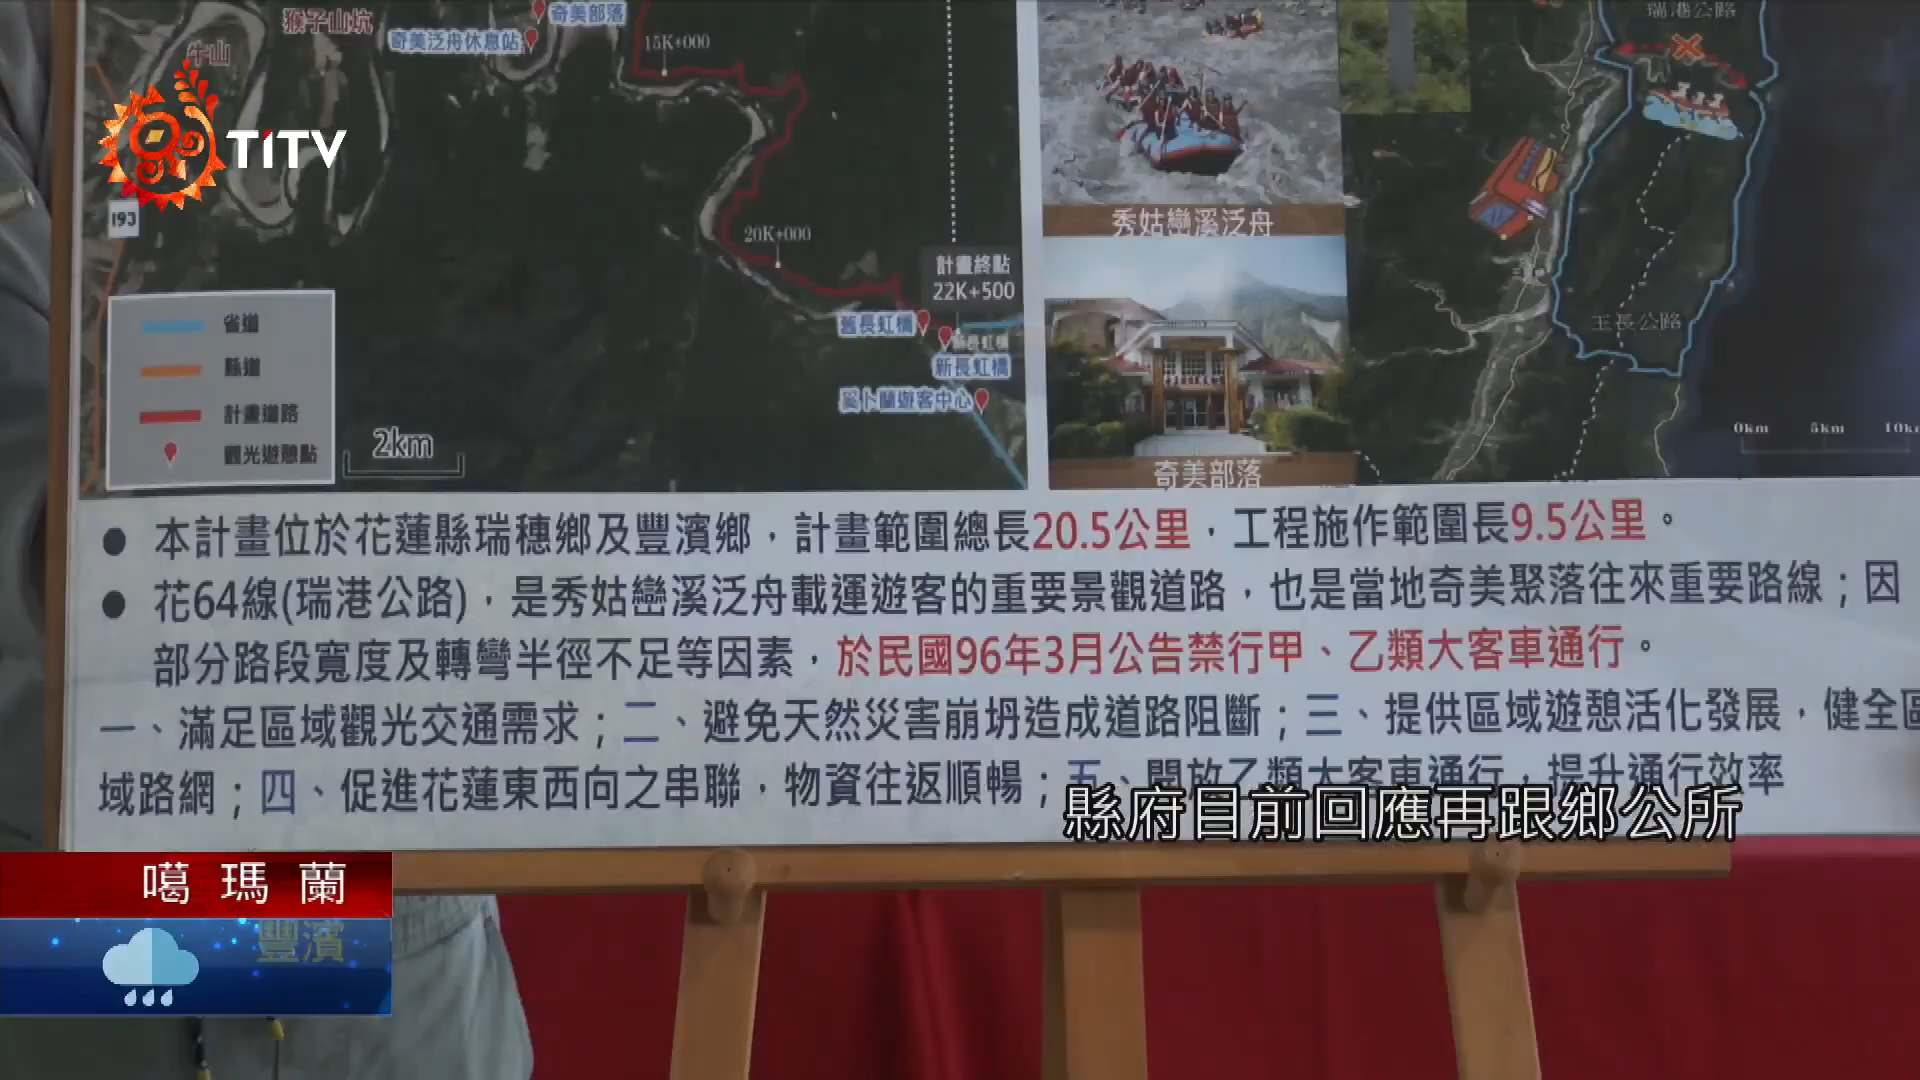 猴子山坑
牛山
奇美部落
奇美泛舟休息站
15K+000
瑞港公路
TiTV
193
20K+000
秀姑巒溪泛舟
計畫終點
22K+500
省道
縣道
計畫道路
觀光遊憩點
2km
舊長虹橋
新長虹橋
新長虹橋
奚卜蘭遊客中心
玉長公路
0km 5km
奇美部落
● 本計畫位於花蓮縣瑞穗鄉及豐濱鄉，計畫範圍總長20.5公里，工程施作範圍長9.5公里。
● 花64線(瑞港公路)，是秀姑巒溪泛舟載運遊客的重要景觀道路，也是當地奇美聚落往來重要路線；因
部分路段寬度及轉彎半徑不足等因素，於民國96年3月公告禁行甲、乙類大客車通行。
一、滿足區域觀光交通需求；二、避免天然災害崩坍造成道路阻斷；三、提供區域遊憩活化發展，健全區
域路網；四、促進花蓮東西向之串聯，物資往返順暢；五、開放乙類大客車通行，提升通行效率
縣府目前回應再跟鄉公所
噶瑪蘭
豐濱